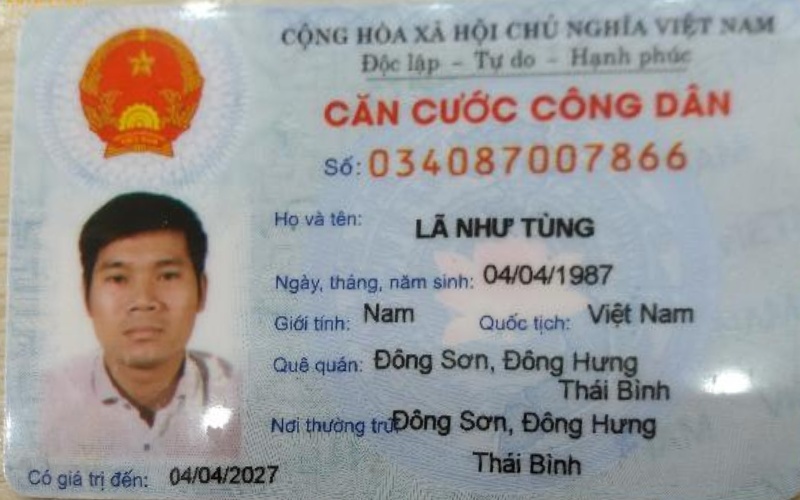 CỘNG HÒA XÃ HỘI CHỦ NGHĨA VIỆT NAM
Độc lập - Tự do - Hạnh phúc
CĂN CƯỚC CÔNG DÂN
Số: 034087007866
Họ và tên: LÃ NHƯ TÙNG
Ngày, tháng, năm sinh: 04/04/1987
Giới tính: Nam Quốc tịch: Việt Nam
Quê quán: Đông Sơn, Đông Hưng
Thái Bình
Nơi thường trú: Đông Sơn, Đông Hưng
Thái Bình
Có giá trị đến: 04/04/2027